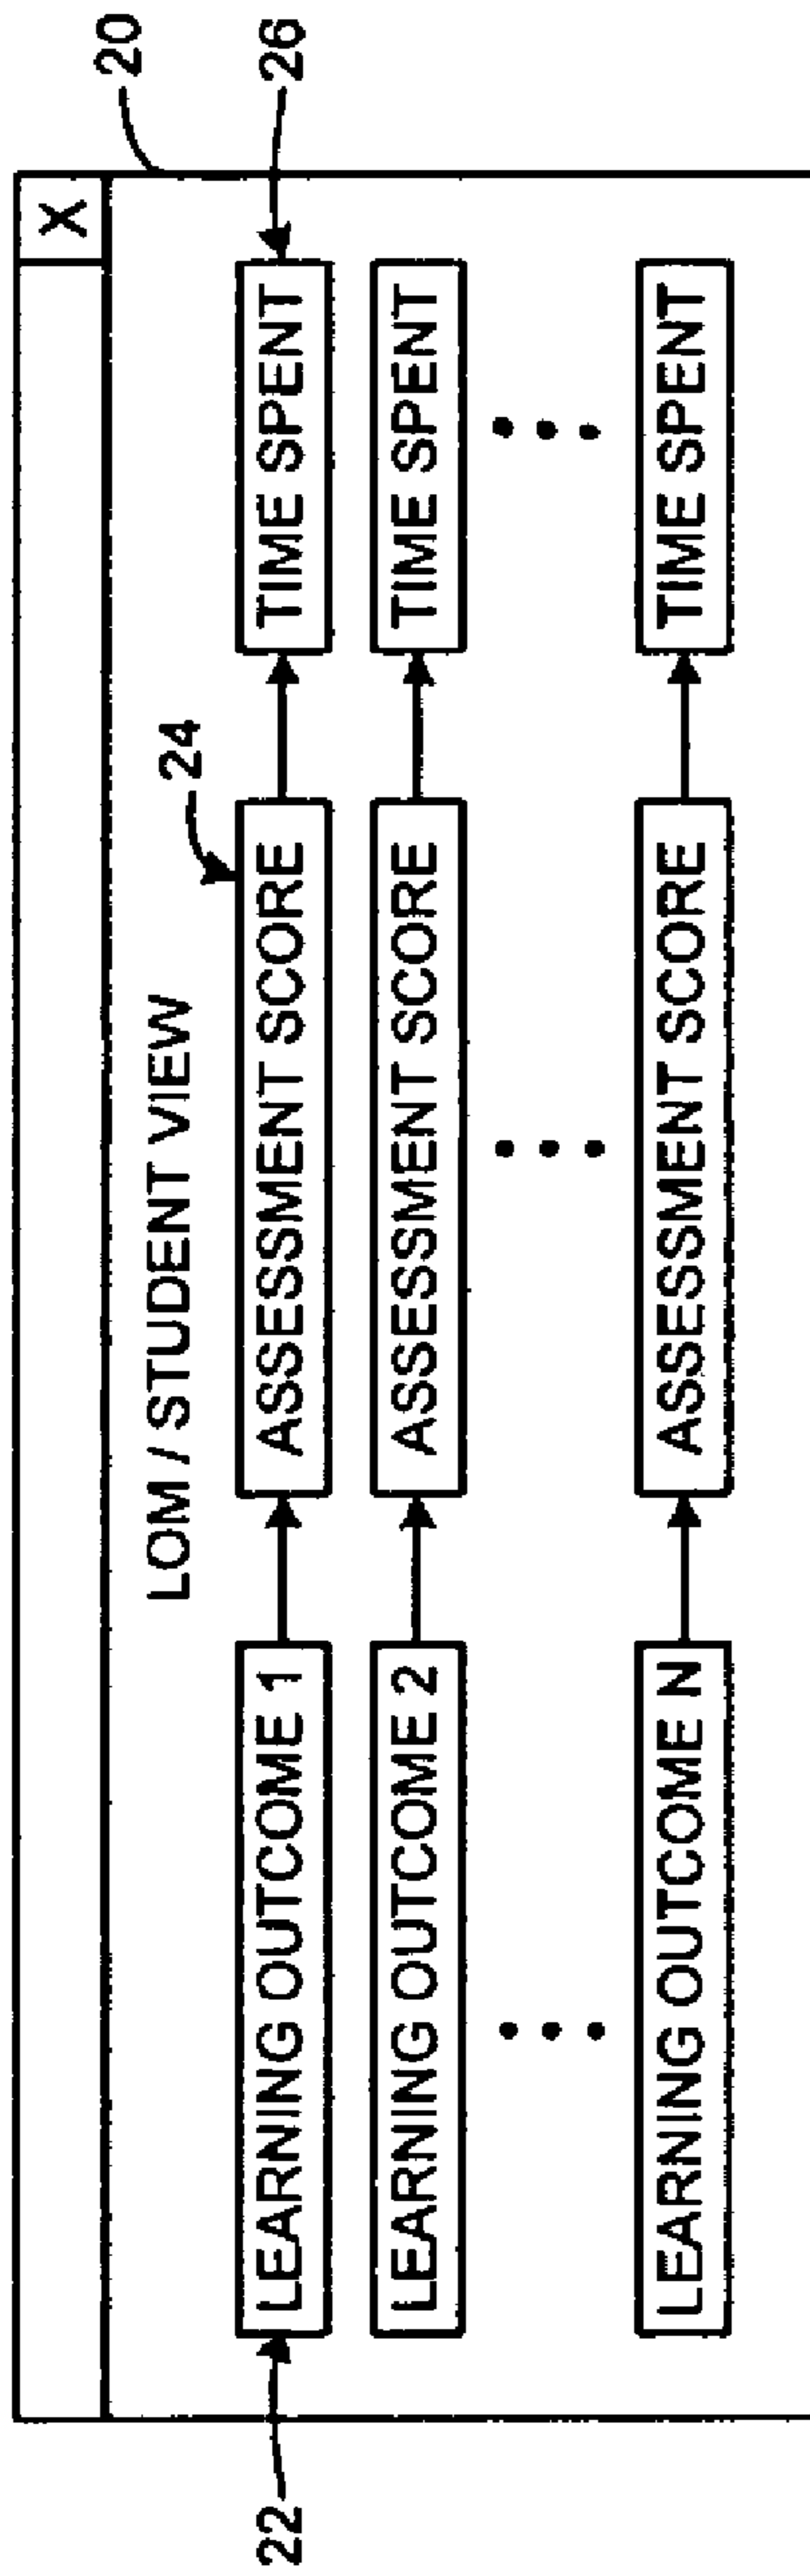 X
20
LOM / STUDENT VIEW
24
22 LEARNING OUTCOME 1 ASSESSMENT SCORE TIME SPENT 26
LEARNING OUTCOME 2 ASSESSMENT SCORE TIME SPENT
LEARNING OUTCOME N ASSESSMENT SCORE TIME SPENT